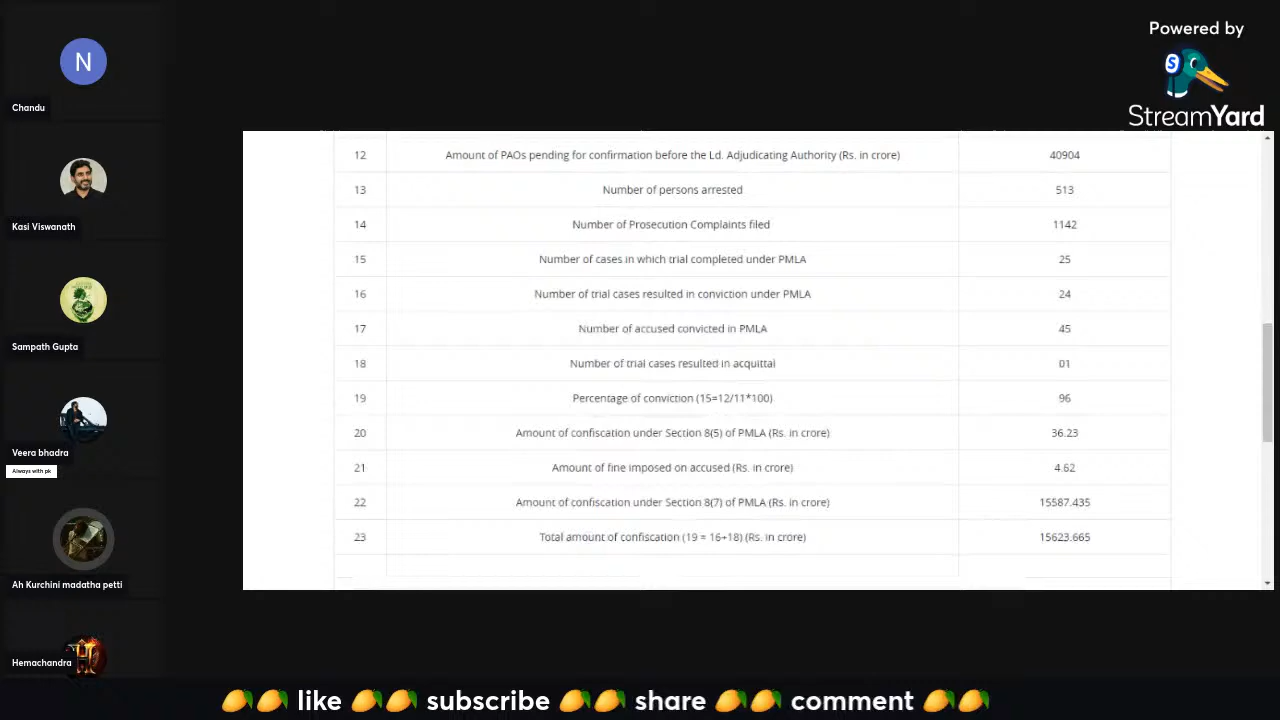 Powered by
StreamYard
N
Chandu
Kasi Viswanath
Sampath Gupta
Veera bhadra
Always with pk
Ah Kurchini madatha petti
Hemachandra
12 Amount of PAOs pending for confirmation before the Ld. Adjudicating Authority (Rs. in crore) 40904
13 Number of persons arrested 513
14 Number of Prosecution Complaints filed 1142
15 Number of cases in which trial completed under PMLA 25
16 Number of trial cases resulted in conviction under PMLA 24
17 Number of accused convicted in PMLA 45
18 Number of trial cases resulted in acquittal 01
19 Percentage of conviction (15=12/11*100) 96
20 Amount of confiscation under Section 8(5) of PMLA (Rs. in crore) 36.23
21 Amount of fine imposed on accused (Rs. in crore) 4.62
22 Amount of confiscation under Section 8(7) of PMLA (Rs. in crore) 15587.435
23 Total amount of confiscation (19 = 16+18) (Rs. in crore) 15623.665
🥭🥭 like 🥭🥭 subscribe 🥭🥭 share 🥭🥭 comment 🥭🥭